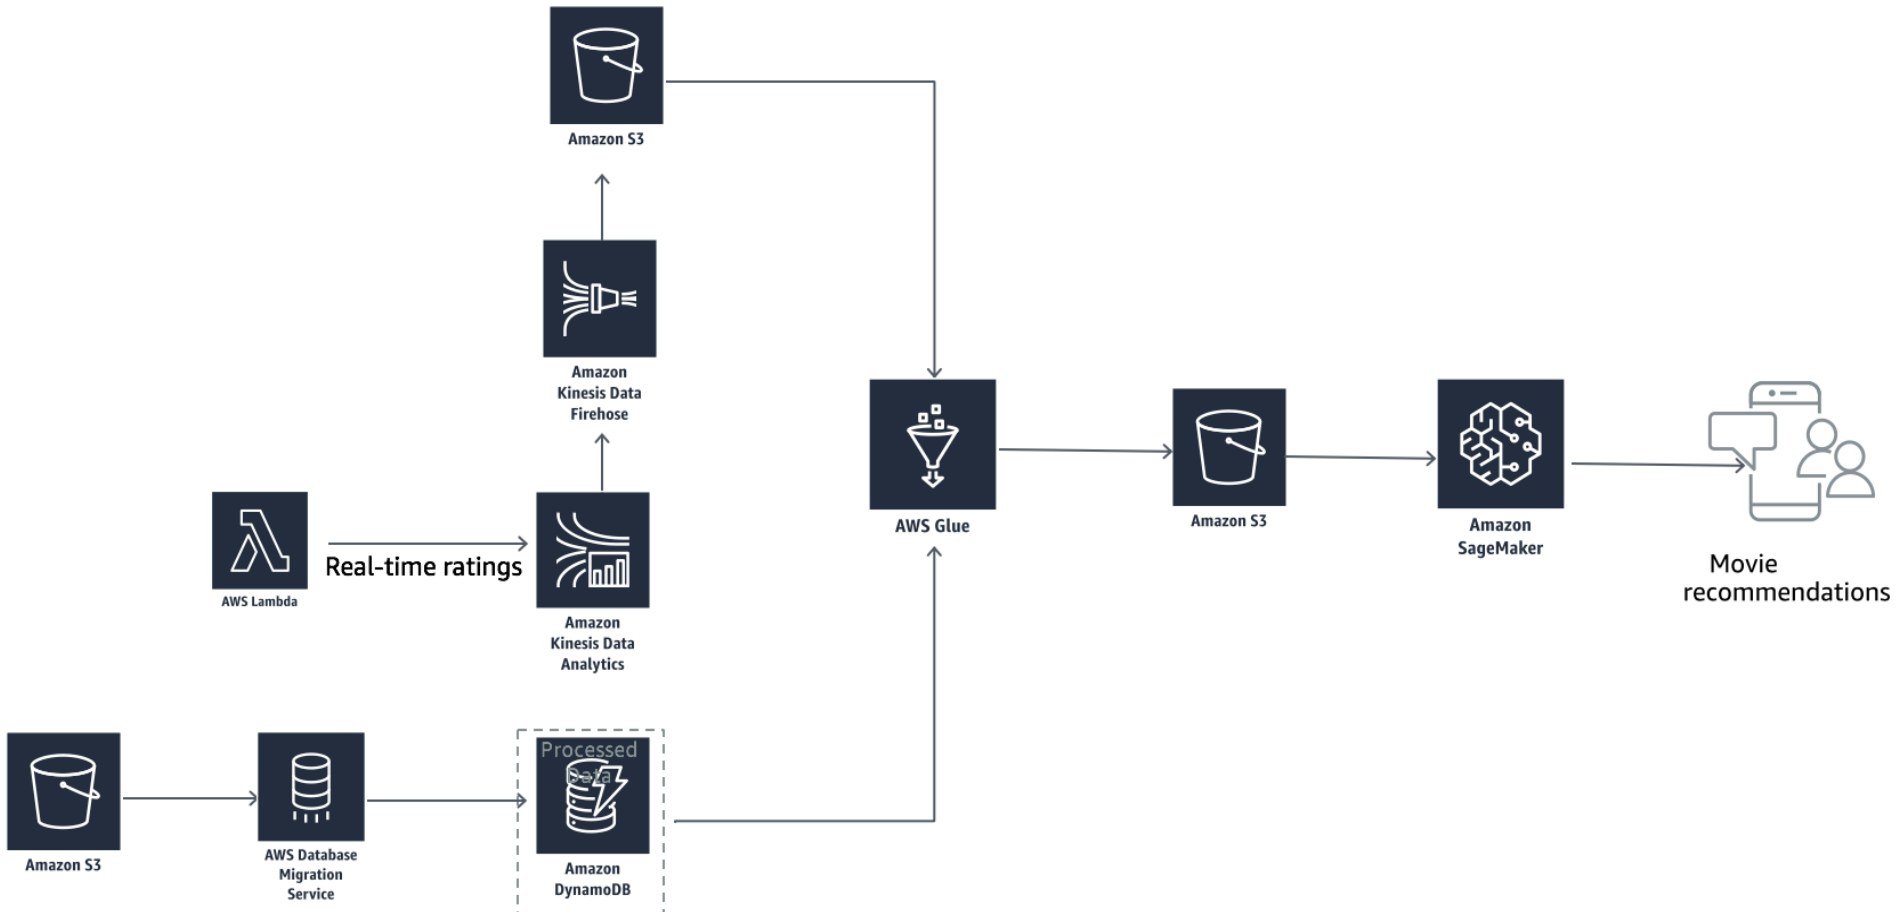 Amazon S3
Amazon
Kinesis Data
Firehose
AWS Lambda
Real-time ratings
Amazon
Kinesis Data
Analytics
Amazon S3
AWS Database
Migration
Service
Processed
Data
Amazon
DynamoDB
AWS Glue
Amazon S3
Amazon
SageMaker
Movie
recommendations